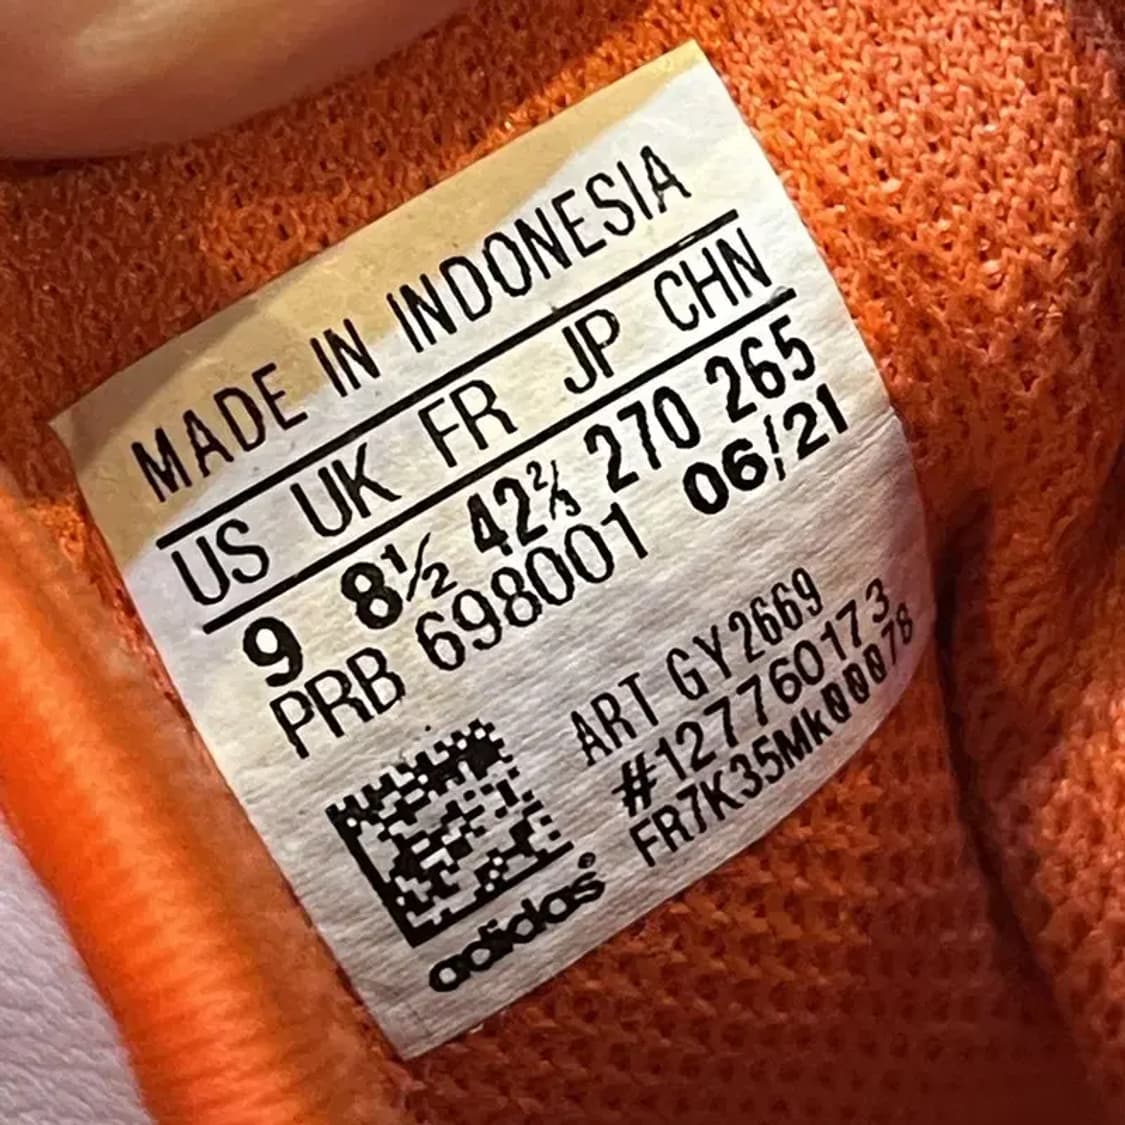 MADE IN INDONESIA
US UK FR JP CHN
9 8½ 42⅔ 270 265
PRB 698001 06/21
ART GY2669
#127760173
FR7K35Mk00078
adidas®